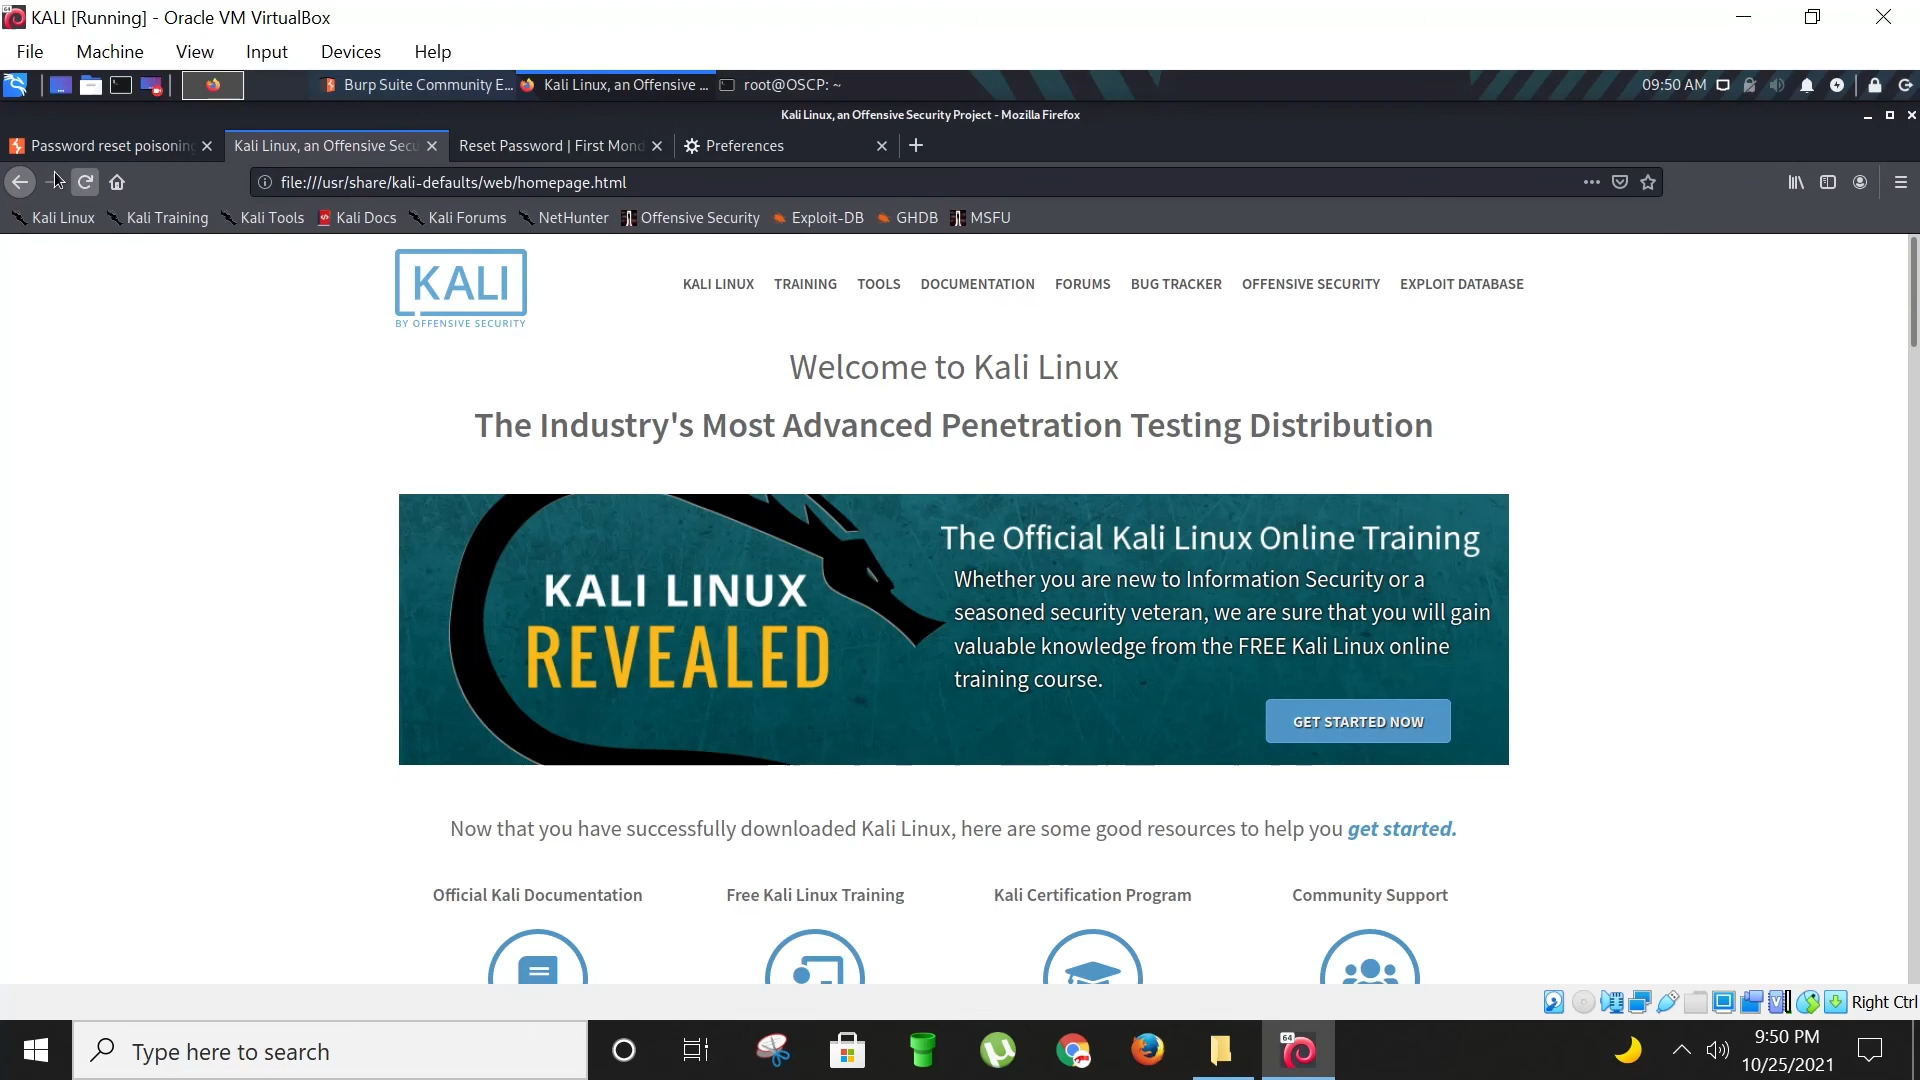 KALI [Running] - Oracle VM VirtualBox
File Machine View Input Devices Help
Burp Suite Community E... Kali Linux, an Offensive ... root@OSCP: ~ 09:50 AM
Kali Linux, an Offensive Security Project - Mozilla Firefox
Password reset poisoning Kali Linux, an Offensive Secu Reset Password | First Mond Preferences
file:///usr/share/kali-defaults/web/homepage.html
Kali Linux Kali Training Kali Tools Kali Docs Kali Forums NetHunter Offensive Security Exploit-DB GHDB MSFU
KALI
BY OFFENSIVE SECURITY
KALI LINUX TRAINING TOOLS DOCUMENTATION FORUMS BUG TRACKER OFFENSIVE SECURITY EXPLOIT DATABASE
Welcome to Kali Linux
The Industry's Most Advanced Penetration Testing Distribution
KALI LINUX
REVEALED
The Official Kali Linux Online Training
Whether you are new to Information Security or a
seasoned security veteran, we are sure that you will gain
valuable knowledge from the FREE Kali Linux online
training course.
GET STARTED NOW
Now that you have successfully downloaded Kali Linux, here are some good resources to help you get started.
Official Kali Documentation Free Kali Linux Training Kali Certification Program Community Support
Right Ctrl
Type here to search
64
9:50 PM
10/25/2021